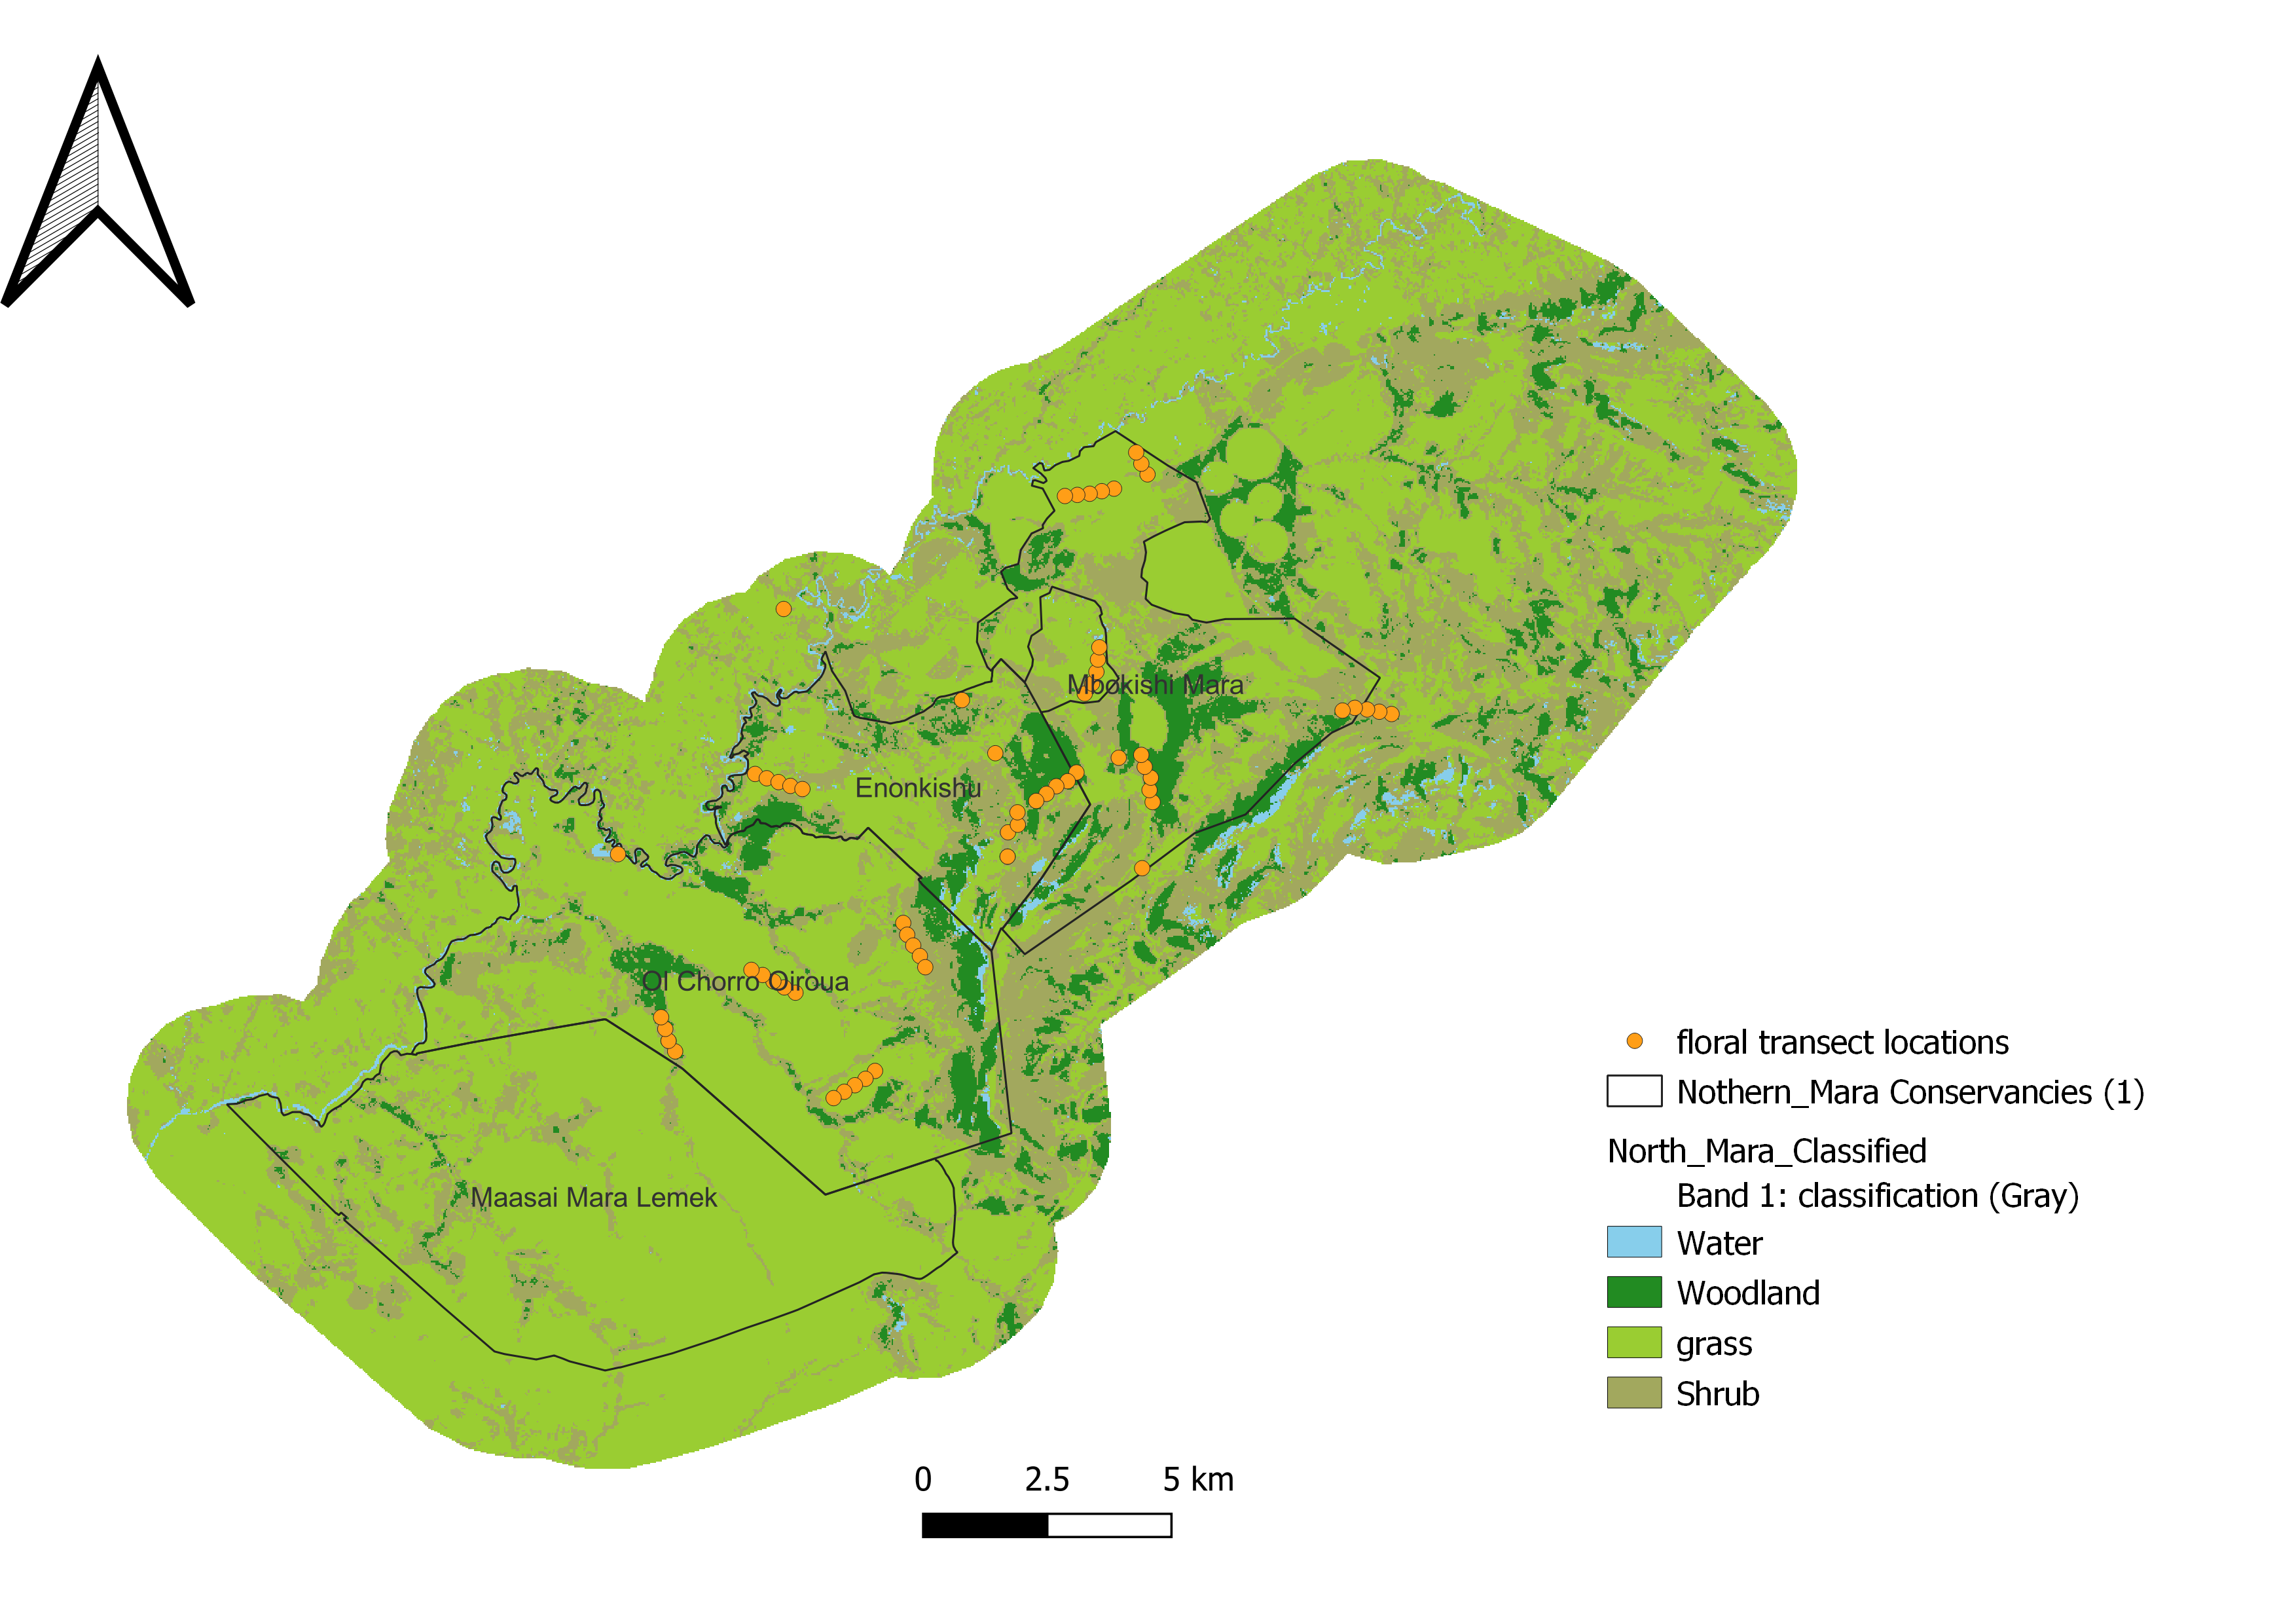 Mbokishi Mara
Enonkishu
Ol Chorro Oiroua
Maasai Mara Lemek
floral transect locations
Nothern_Mara Conservancies (1)
North_Mara_Classified
Band 1: classification (Gray)
Water
Woodland
grass
Shrub
0 2.5 5 km